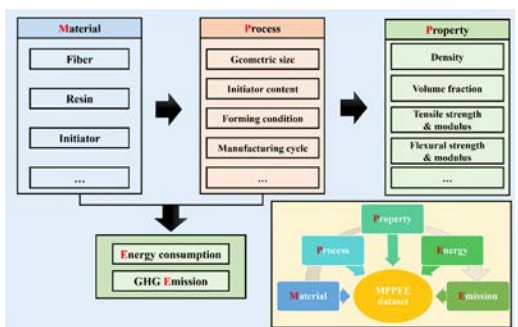 Material
Fiber
Resin
Initiator
...
Process
Geometric size
Initiator content
Forming condition
Manufacturing cycle
...
Property
Density
Volume fraction
Tensile strength
& modulus
Flexural strength
& modulus
...
Energy consumption
GHG Emission
Property
Process
Energy
Material
MPPEE
dataset
Emission